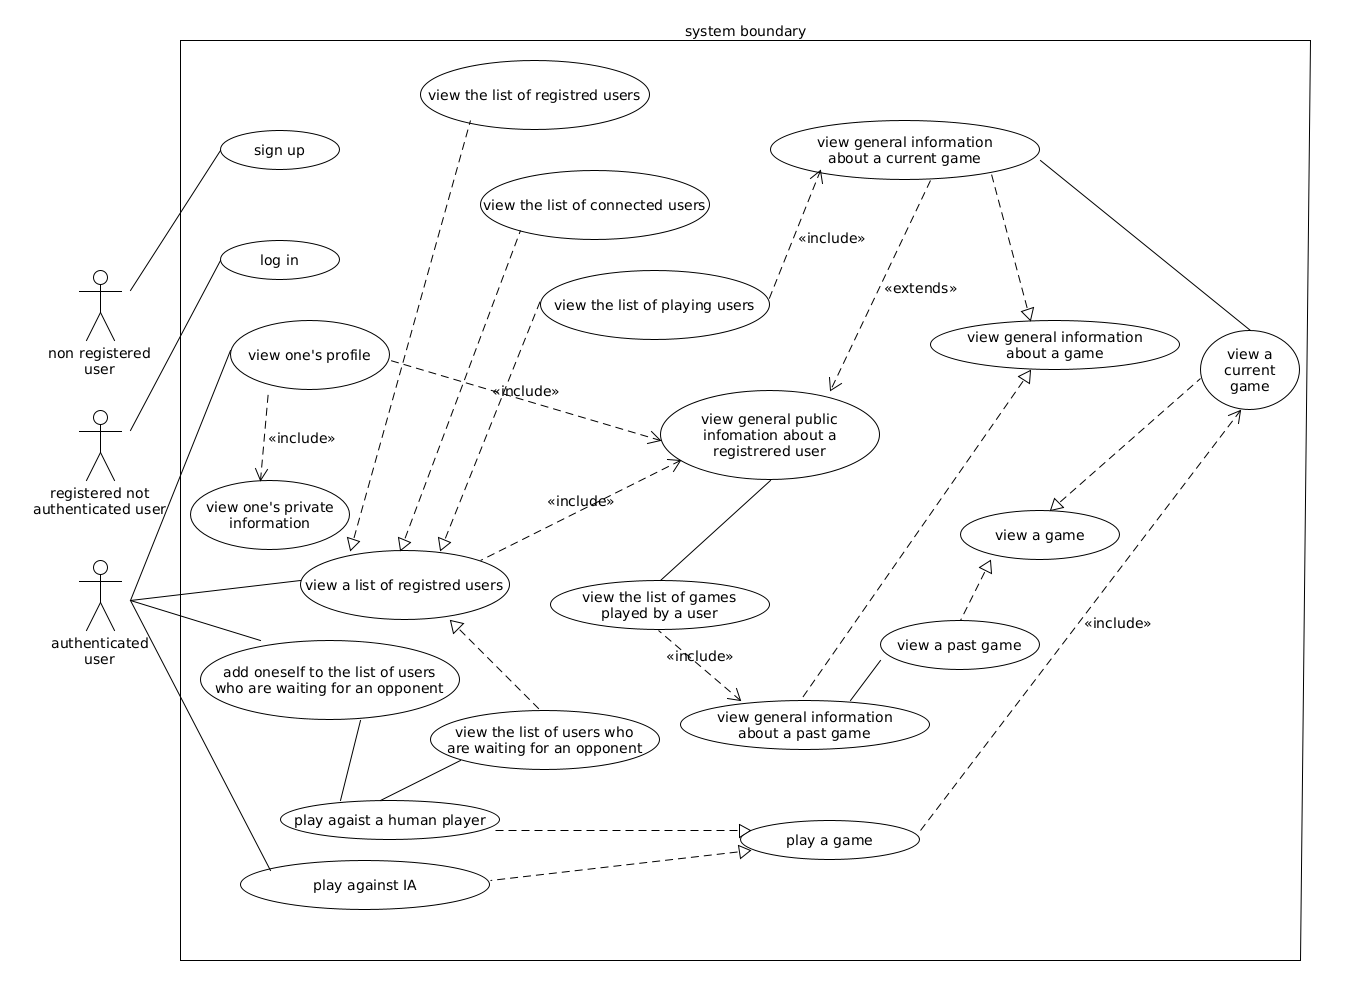 system boundary
view the list of registred users
sign up
view general information
about a current game
view the list of connected users
«include»
log in
«extends»
view the list of playing users
non registered
user
view one's profile
view general information
about a game
view a
current
game
«include»
«include»
view general public
infomation about a
registrered user
registered not
authenticated user
view one's private
information
«include»
view a game
view a list of registred users
authenticated
user
view the list of games
played by a user
«include»
view a past game
«include»
add oneself to the list of users
who are waiting for an opponent
view general information
about a past game
view the list of users who
are waiting for an opponent
play agaist a human player
play a game
play against IA